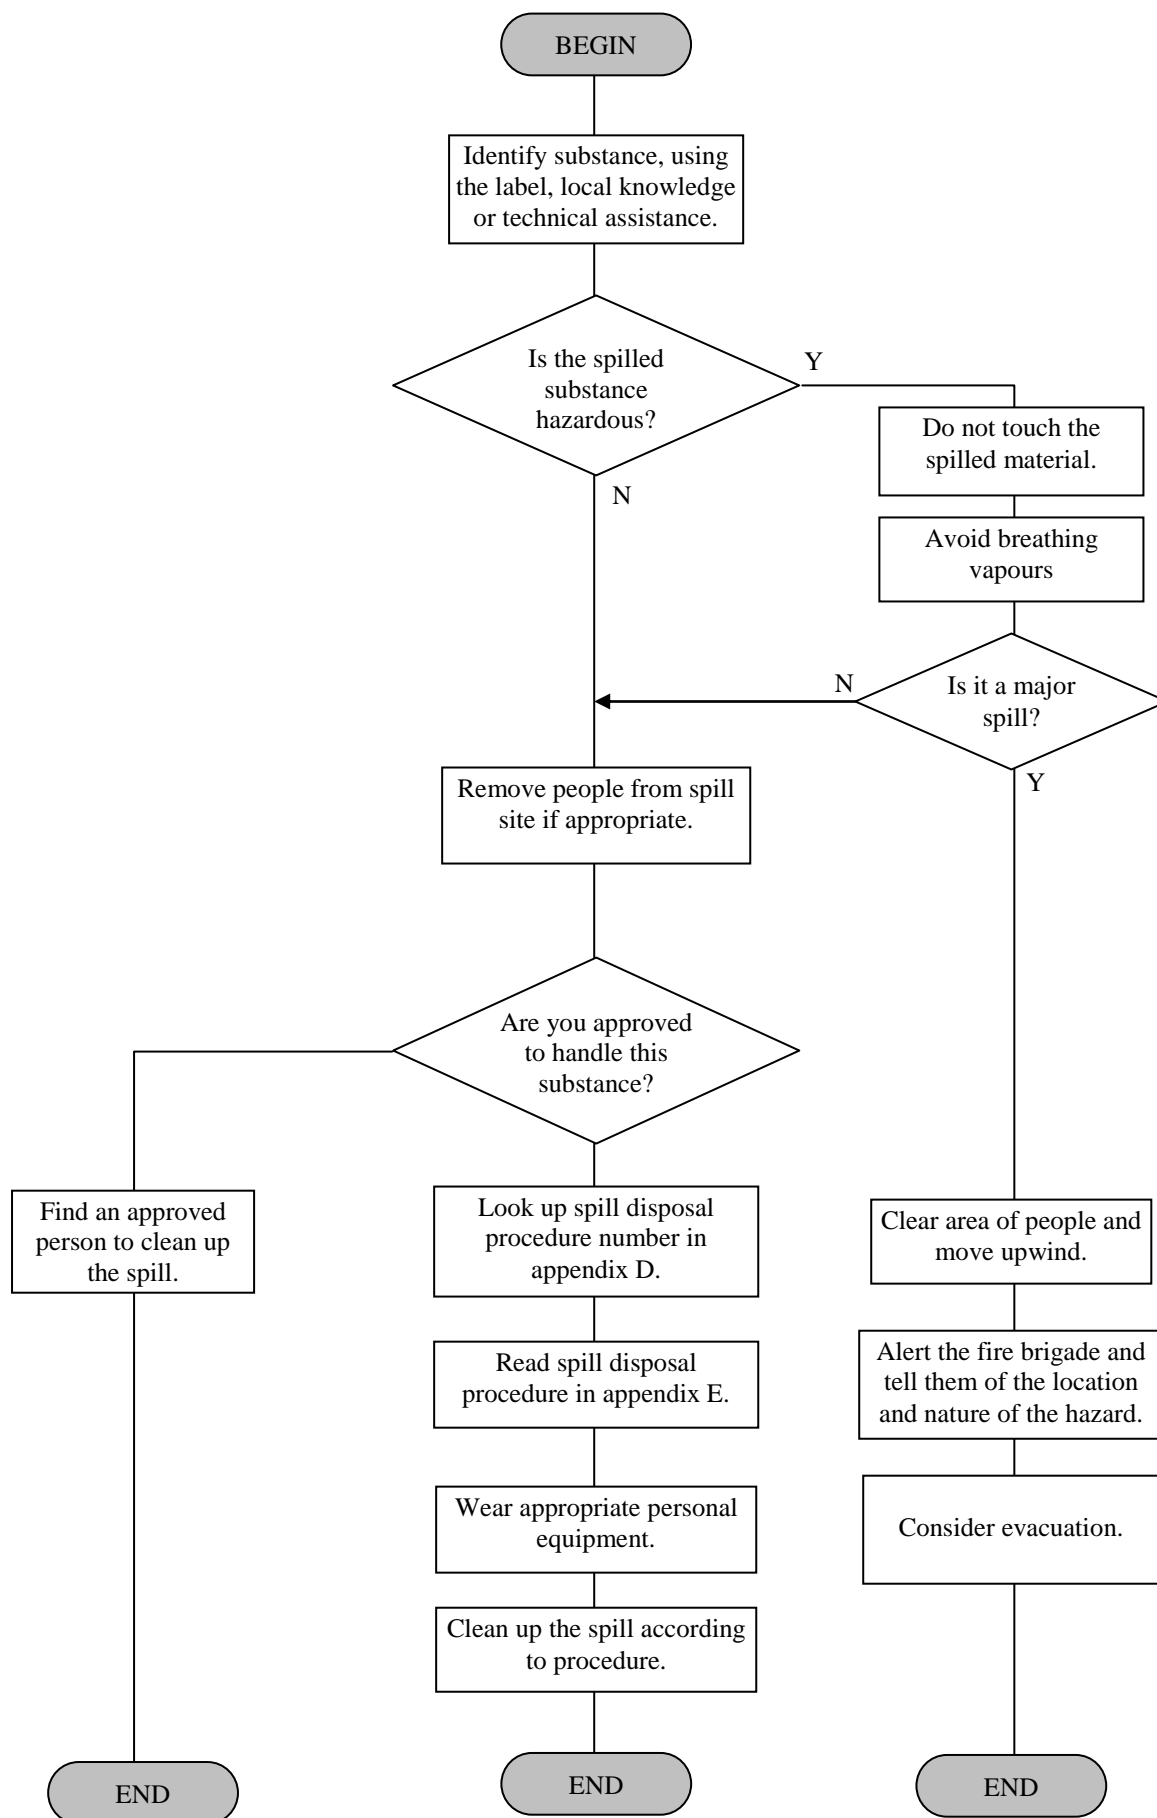 BEGIN
Identify substance, using
the label, local knowledge
or technical assistance.
Is the spilled
substance
hazardous?
Y
N
Do not touch the
spilled material.
Avoid breathing
vapours
Is it a major
spill?
N
Y
Remove people from spill
site if appropriate.
Are you approved
to handle this
substance?
Find an approved
person to clean up
the spill.
Look up spill disposal
procedure number in
appendix D.
Read spill disposal
procedure in appendix E.
Wear appropriate personal
equipment.
Clean up the spill according
to procedure.
Clear area of people and
move upwind.
Alert the fire brigade and
tell them of the location
and nature of the hazard.
Consider evacuation.
END
END
END